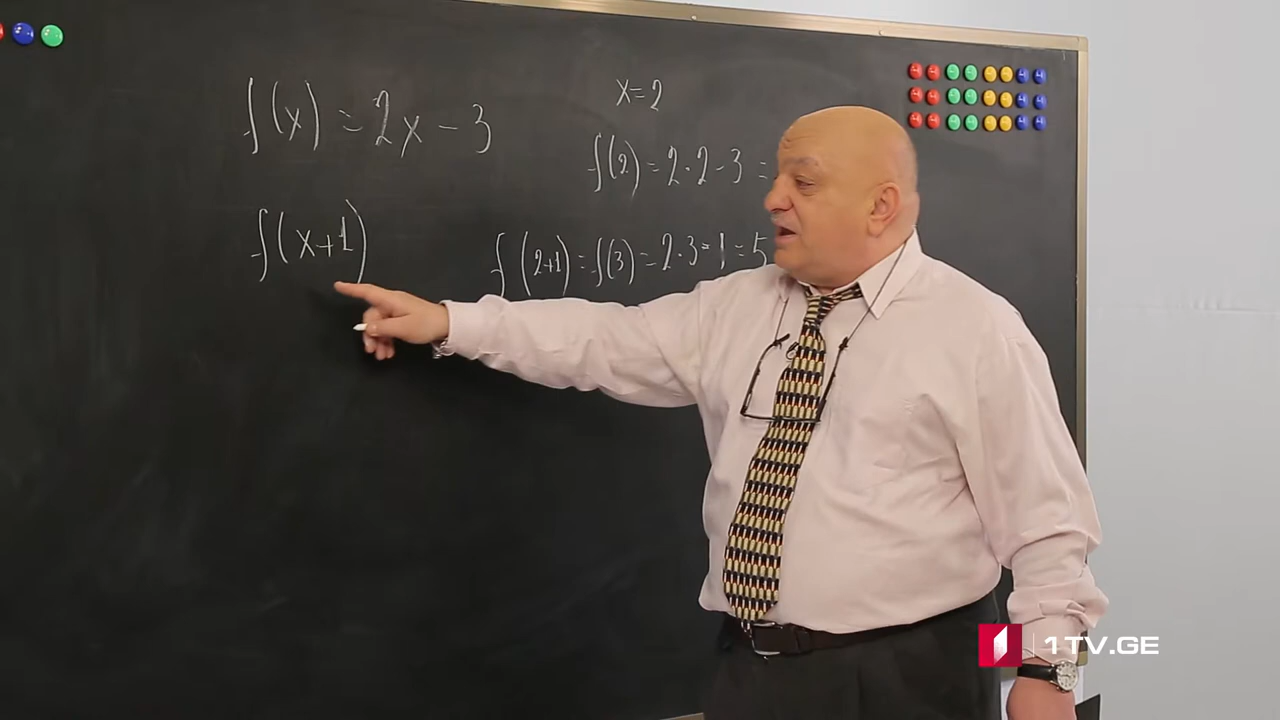 f(x) = 2x - 3
x = 2
f(2) = 2 · 2 - 3 =
f(x+1)
f(2+1) = f(3) = 2 · 3 - 1 = 5
1TV.GE